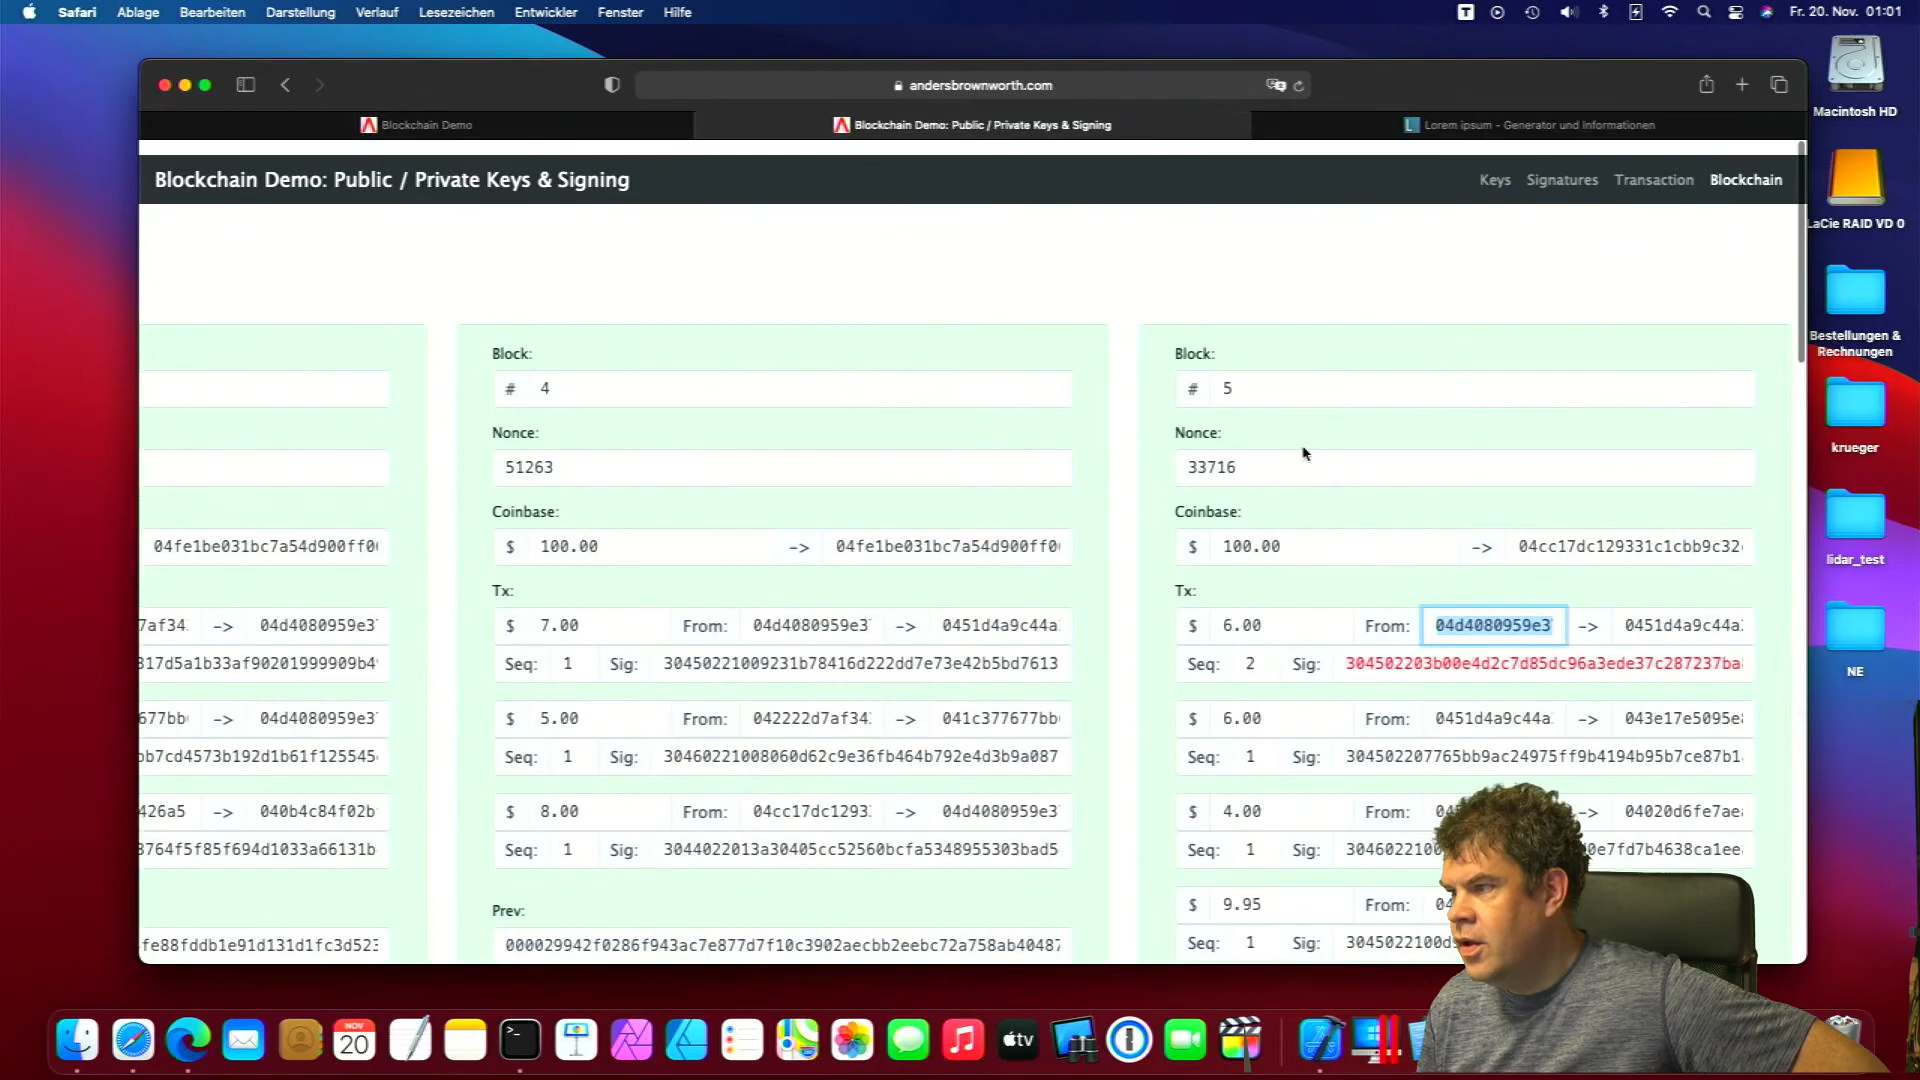 Safari Ablage Bearbeiten Darstellung Verlauf Lesezeichen Entwickler Fenster Hilfe
Fr. 20. Nov. 01:01
andersbrownworth.com
Blockchain Demo
Blockchain Demo: Public / Private Keys & Signing
Lorem ipsum - Generator und Informationen
Blockchain Demo: Public / Private Keys & Signing
Keys Signatures Transaction Blockchain
04fe1be031bc7a54d900ff0
7af34. -> 04d4080959e3
317d5a1b33af90201999909b4
677bb -> 04d4080959e3
bb7cd4573b192d1b61f125545
426a5 -> 040b4c84f02b
3764f5f85f694d1033a66131b
fe88fddb1e91d131d1fc3d523
Block:
# 4
Nonce:
51263
Coinbase:
$ 100.00 -> 04fe1be031bc7a54d900ff0
Tx:
$ 7.00 From: 04d4080959e3 -> 0451d4a9c44a
Seq: 1 Sig: 30450221009231b78416d222dd7e73e42b5bd7613
$ 5.00 From: 042222d7af34 -> 041c377677bb
Seq: 1 Sig: 30460221008060d62c9e36fb464b792e4d3b9a087
$ 8.00 From: 04cc17dc1293 -> 04d4080959e3
Seq: 1 Sig: 3044022013a30405cc52560bcfa5348955303bad5
Prev:
000029942f0286f943ac7e877d7f10c3902aecbb2eebc72a758ab40487
Block:
# 5
Nonce:
33716
Coinbase:
$ 100.00 -> 04cc17dc129331c1cbb9c32
Tx:
$ 6.00 From: 04d4080959e3 -> 0451d4a9c44a
Seq: 2 Sig: 304502203b00e4d2c7d85dc96a3ede37c287237ba
$ 6.00 From: 0451d4a9c44a -> 043e17e5095e
Seq: 1 Sig: 304502207765bb9ac24975ff9b4194b95b7ce87b1
$ 4.00 From: -> 04020d6fe7ae
Seq: 1 Sig: 3046022100 0e7fd7b4638ca1ee
$ 9.95 From: 04
Seq: 1 Sig: 3045022100d
Macintosh HD
LaCie RAID VD 0
Bestellungen & Rechnungen
krueger
lidar_test
NE
NOV
20
tv